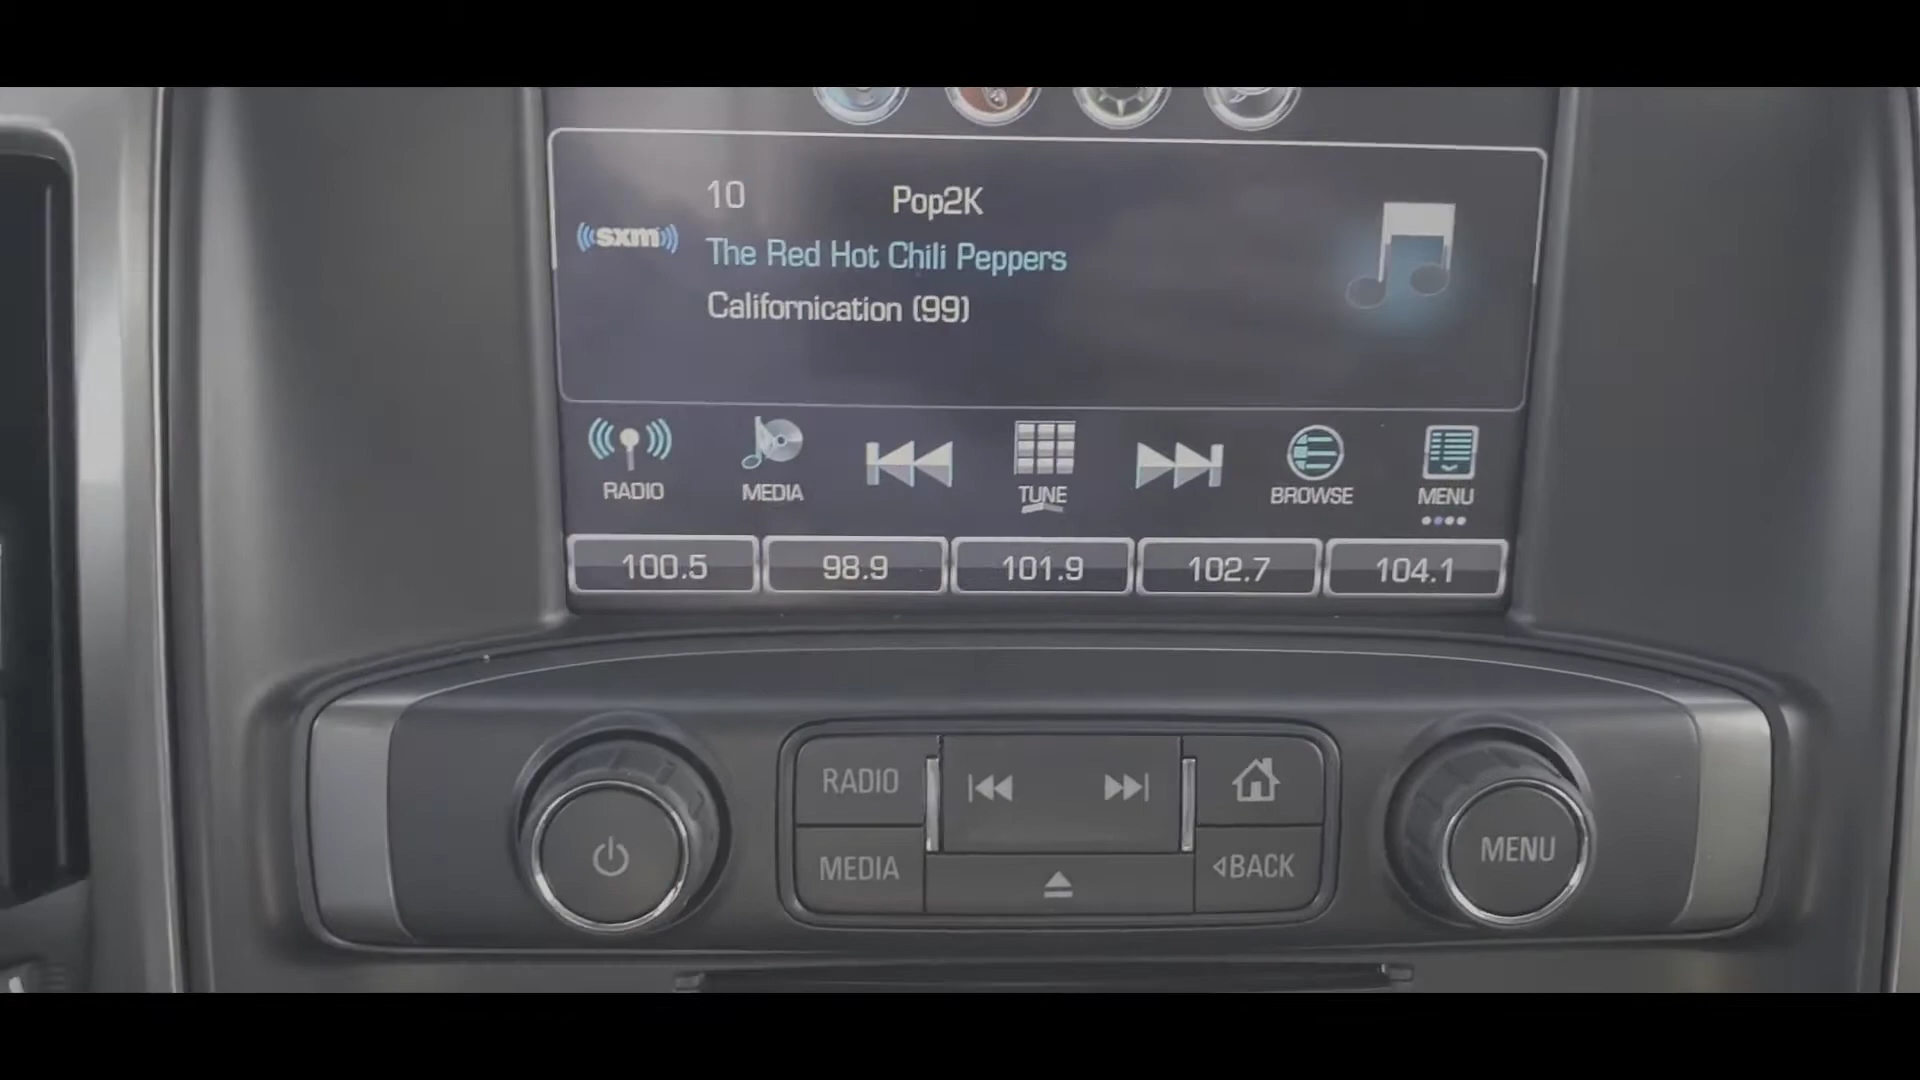 10 Pop2K
((sxm))
The Red Hot Chili Peppers
Californication (99)
RADIO MEDIA TUNE BROWSE MENU
100.5 98.9 101.9 102.7 104.1
RADIO
MEDIA
BACK
MENU